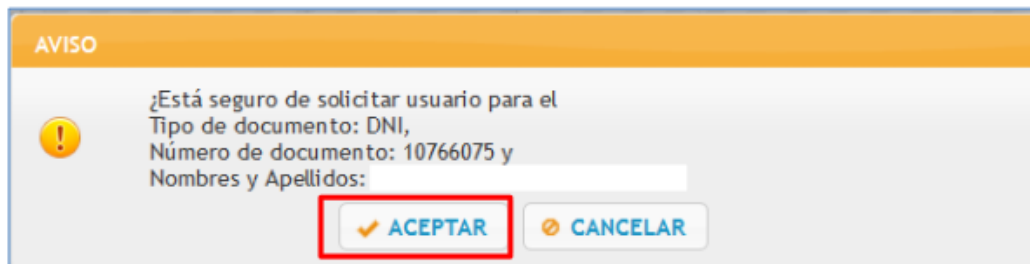 AVISO
¿Está seguro de solicitar usuario para el
Tipo de documento: DNI,
Número de documento: 10766075 y
Nombres y Apellidos:
ACEPTAR CANCELAR